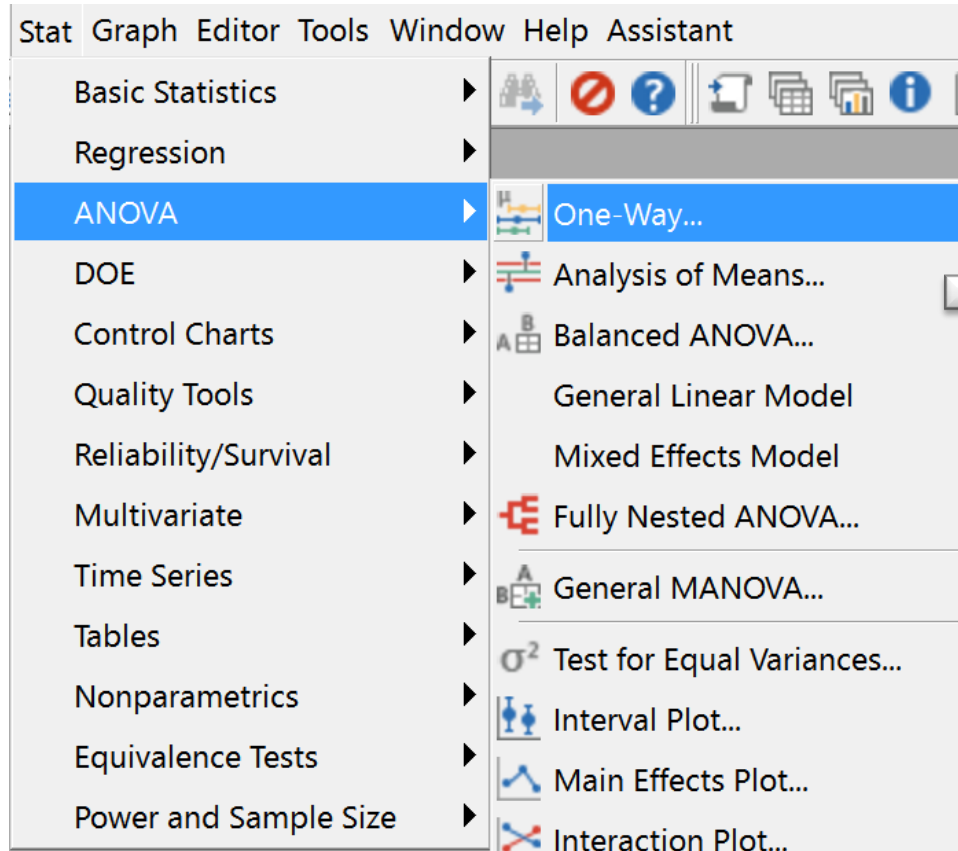 Stat Graph Editor Tools Window Help Assistant
Basic Statistics
Regression
ANOVA
DOE
Control Charts
Quality Tools
Reliability/Survival
Multivariate
Time Series
Tables
Nonparametrics
Equivalence Tests
Power and Sample Size
μ
One-Way...
Analysis of Means...
A B
Balanced ANOVA...
General Linear Model
Mixed Effects Model
Fully Nested ANOVA...
B A
General MANOVA...
σ² Test for Equal Variances...
Interval Plot...
Main Effects Plot...
Interaction Plot...